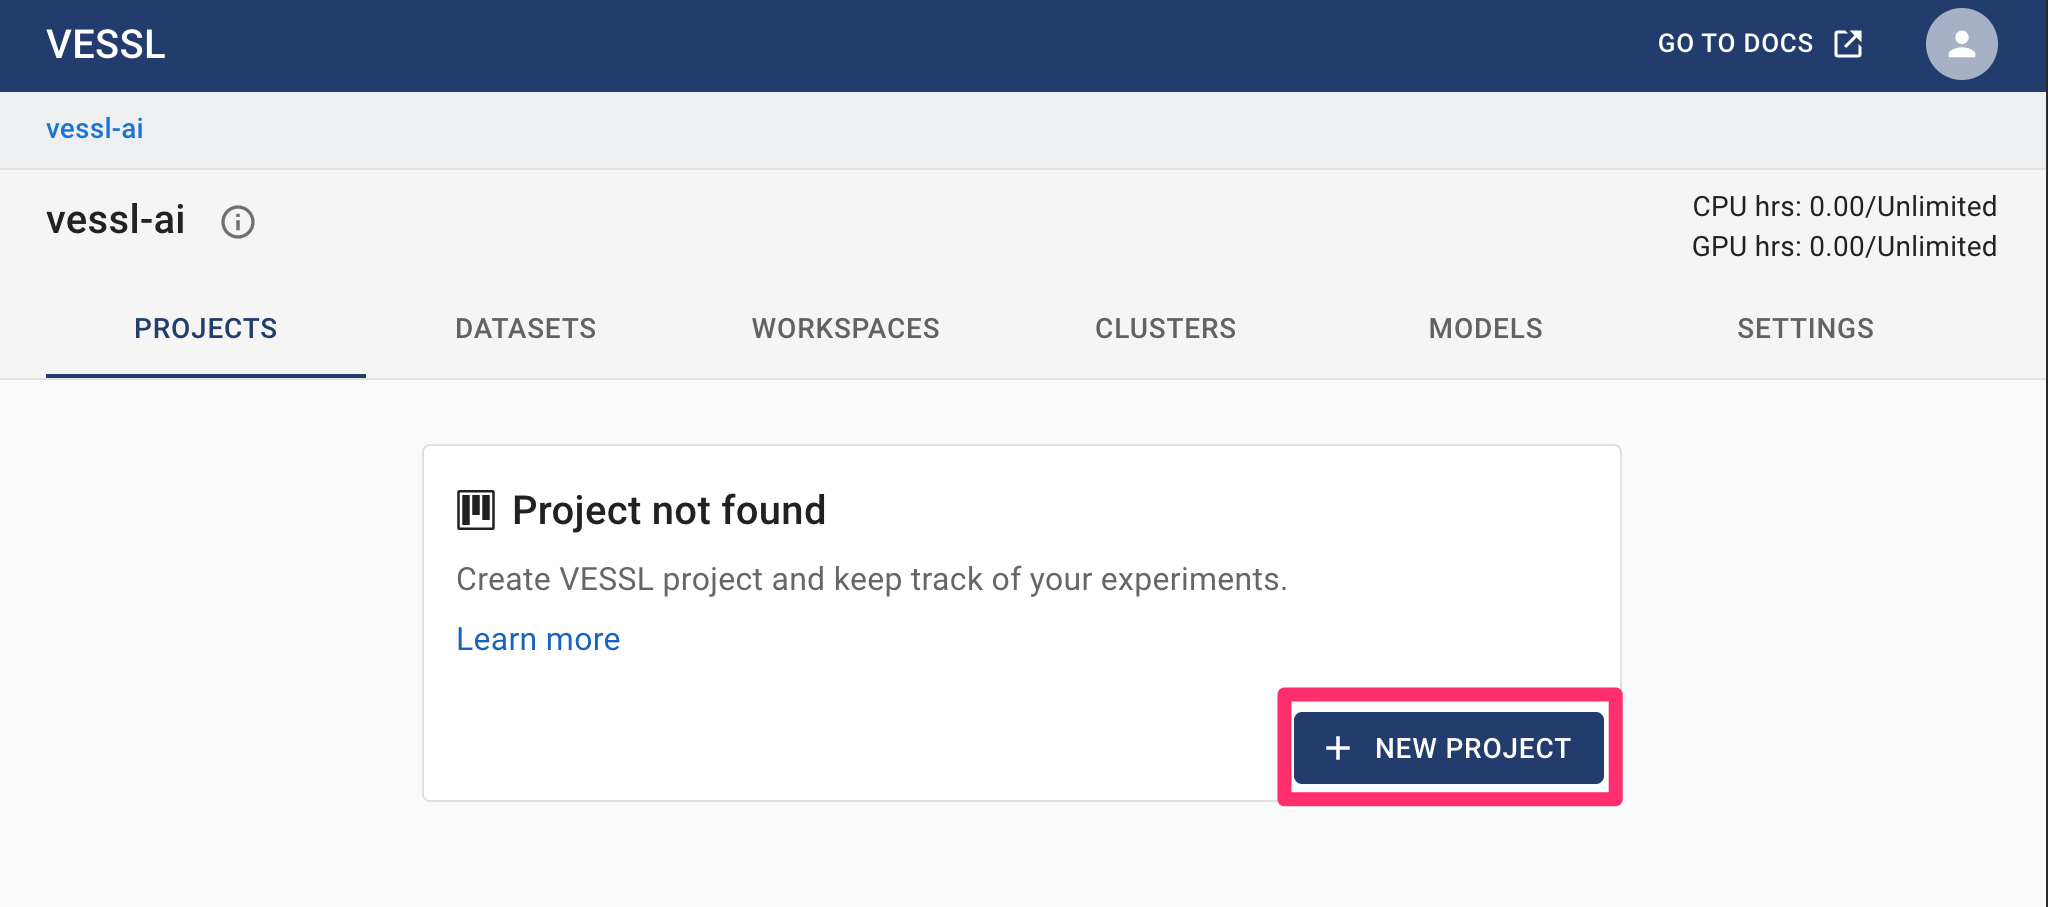 VESSL
GO TO DOCS
vessl-ai
vessl-ai
CPU hrs: 0.00/Unlimited
GPU hrs: 0.00/Unlimited
PROJECTS DATASETS WORKSPACES CLUSTERS MODELS SETTINGS
Project not found
Create VESSL project and keep track of your experiments.
Learn more
+ NEW PROJECT